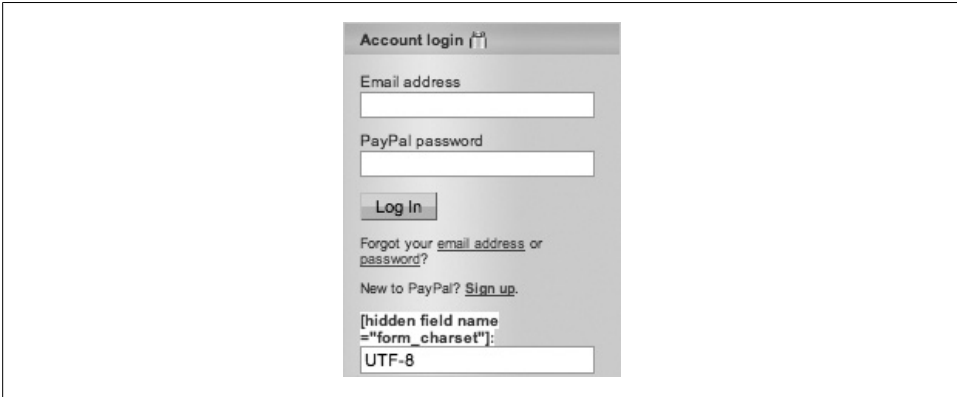 Account login
Email address
PayPal password
Log In
Forgot your email address or
password?
New to PayPal? Sign up.
[hidden field name
="form_charset"]:
UTF-8